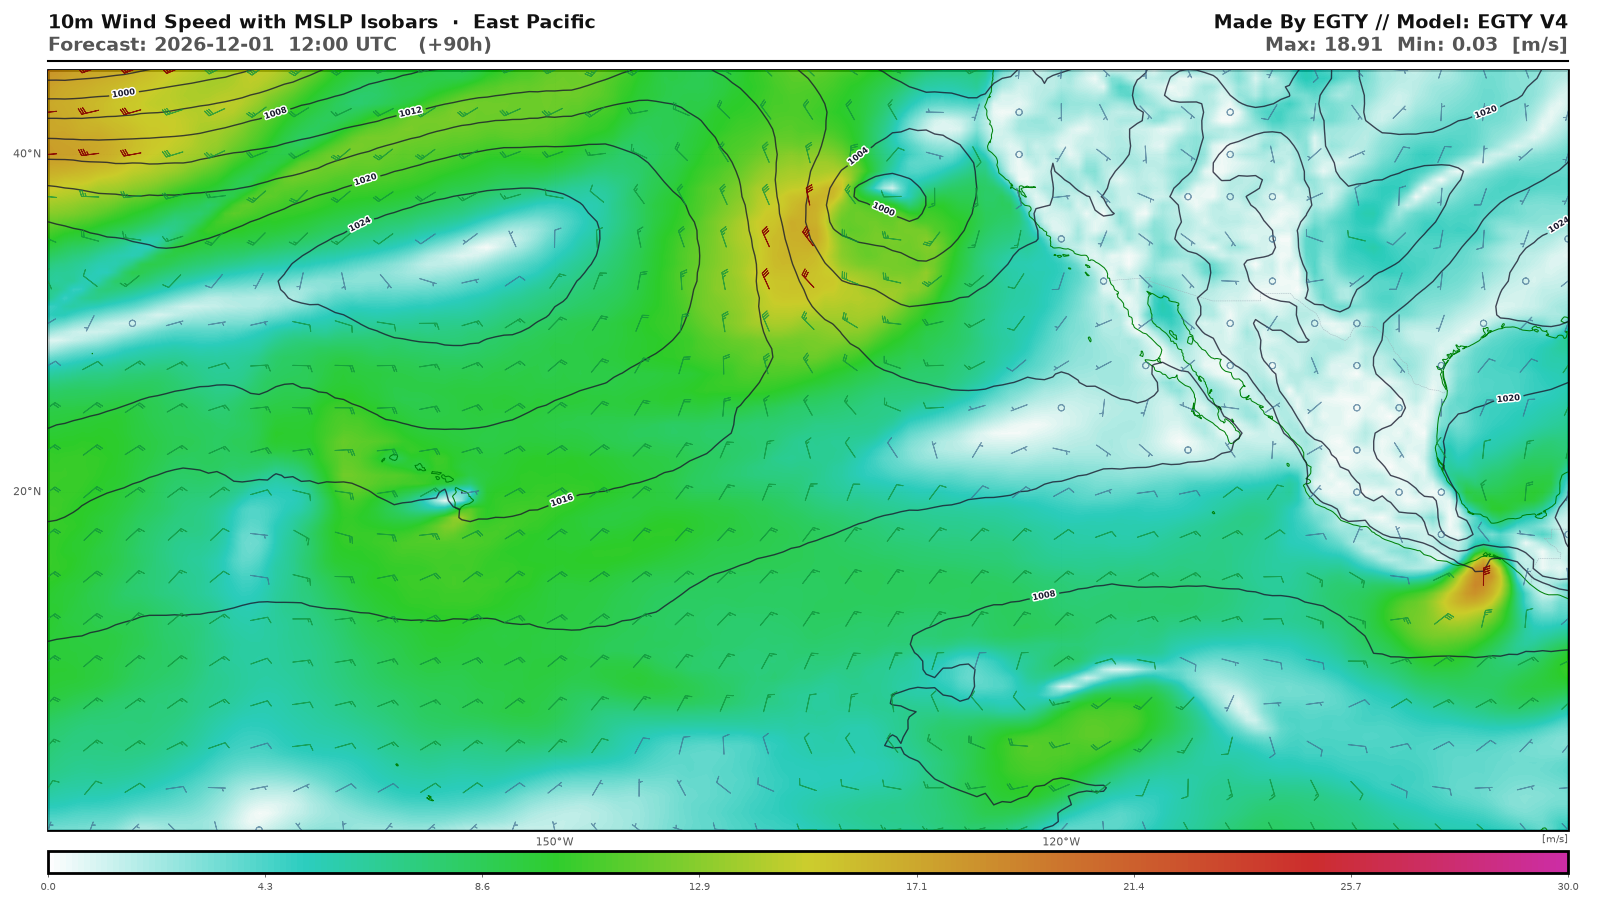 10m Wind Speed with MSLP Isobars · East Pacific
Made By EGTY // Model: EGTY V4
Forecast: 2026-12-01 12:00 UTC (+90h)
Max: 18.91 Min: 0.03 [m/s]
1000
1008
1012
1020
1020
1024
1004
1000
1024
1020
1016
1008
40°N
20°N
150°W
120°W
[m/s]
0.0
4.3
8.6
12.9
17.1
21.4
25.7
30.0